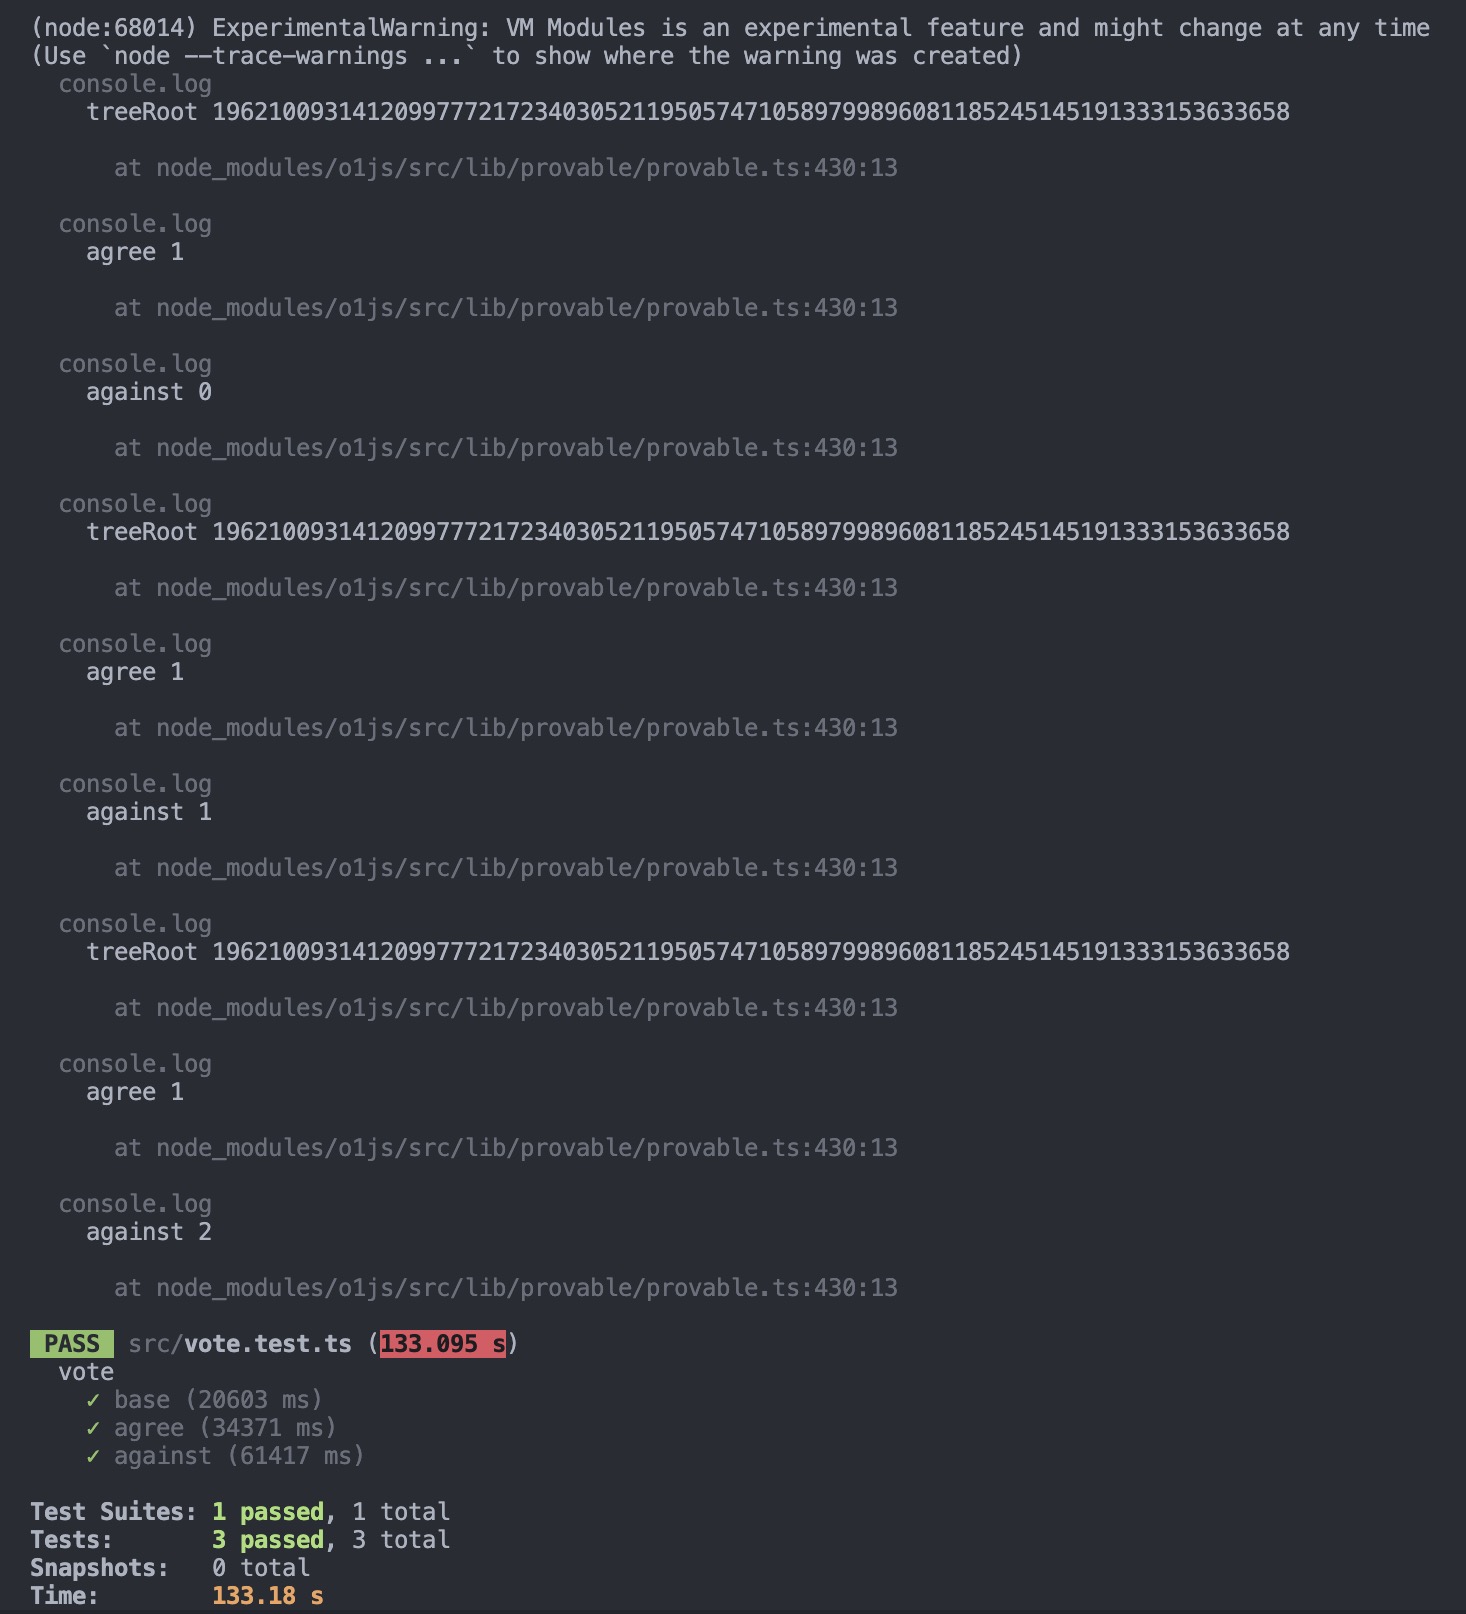 (node:68014) ExperimentalWarning: VM Modules is an experimental feature and might change at any time
(Use `node --trace-warnings ...` to show where the warning was created)
console.log
treeRoot 19621009314120997772172340305211950574710589799896081185245145191333153633658
at node_modules/o1js/src/lib/provable/provable.ts:430:13
console.log
agree 1
at node_modules/o1js/src/lib/provable/provable.ts:430:13
console.log
against 0
at node_modules/o1js/src/lib/provable/provable.ts:430:13
console.log
treeRoot 19621009314120997772172340305211950574710589799896081185245145191333153633658
at node_modules/o1js/src/lib/provable/provable.ts:430:13
console.log
agree 1
at node_modules/o1js/src/lib/provable/provable.ts:430:13
console.log
against 1
at node_modules/o1js/src/lib/provable/provable.ts:430:13
console.log
treeRoot 19621009314120997772172340305211950574710589799896081185245145191333153633658
at node_modules/o1js/src/lib/provable/provable.ts:430:13
console.log
agree 1
at node_modules/o1js/src/lib/provable/provable.ts:430:13
console.log
against 2
at node_modules/o1js/src/lib/provable/provable.ts:430:13
PASS src/vote.test.ts (133.095 s)
vote
✓ base (20603 ms)
✓ agree (34371 ms)
✓ against (61417 ms)
Test Suites: 1 passed, 1 total
Tests: 3 passed, 3 total
Snapshots: 0 total
Time: 133.18 s